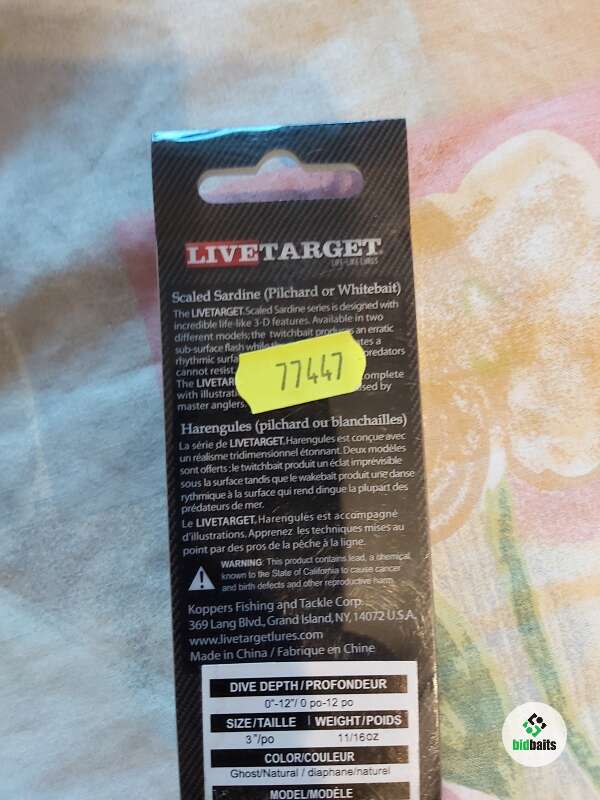 LIVETARGET
LIFE-LIKE LURES
Scaled Sardine (Pilchard or Whitebait)
The LIVETARGET.Scaled Sardine series is designed with
incredible life-like 3-D features. Available in two
different models; the twitchbait produces an erratic
sub-surface flash while
rhythmic surfa predators
cannot resist.
The LIVETAR complete
with illustrati used by
master anglers.
77447
Harengules (pilchard ou blanchailles)
La série de LIVETARGET.Harengules est conçue avec
un réalisme tridimensionnel étonnant. Deux modèles
sont offerts : le twitchbait produit un éclat imprévisible
sous la surface tandis que le wakebait produit une danse
rythmique à la surface qui rend dingue la plupart des
prédateurs de mer.
Le LIVETARGET.Harengules est accompagné
d'illustrations. Apprenez les techniques mises au
point par des pros de la pêche à la ligne.
WARNING: This product contains lead, a chemical
known to the State of California to cause cancer
and birth defects and other reproductive harm.
Koppers Fishing and Tackle Corp.
369 Lang Blvd., Grand Island, NY, 14072 U.S.A.
www.livetargetlures.com
Made in China / Fabrique en Chine
DIVE DEPTH/PROFONDEUR
0"-12"/ 0 po-12 po
SIZE/TAILLE | WEIGHT/POIDS
3"/po 11/16oz
COLOR/COULEUR
Ghost/Natural / diaphane/naturel
MODEL/MODÈLE
bidbaits